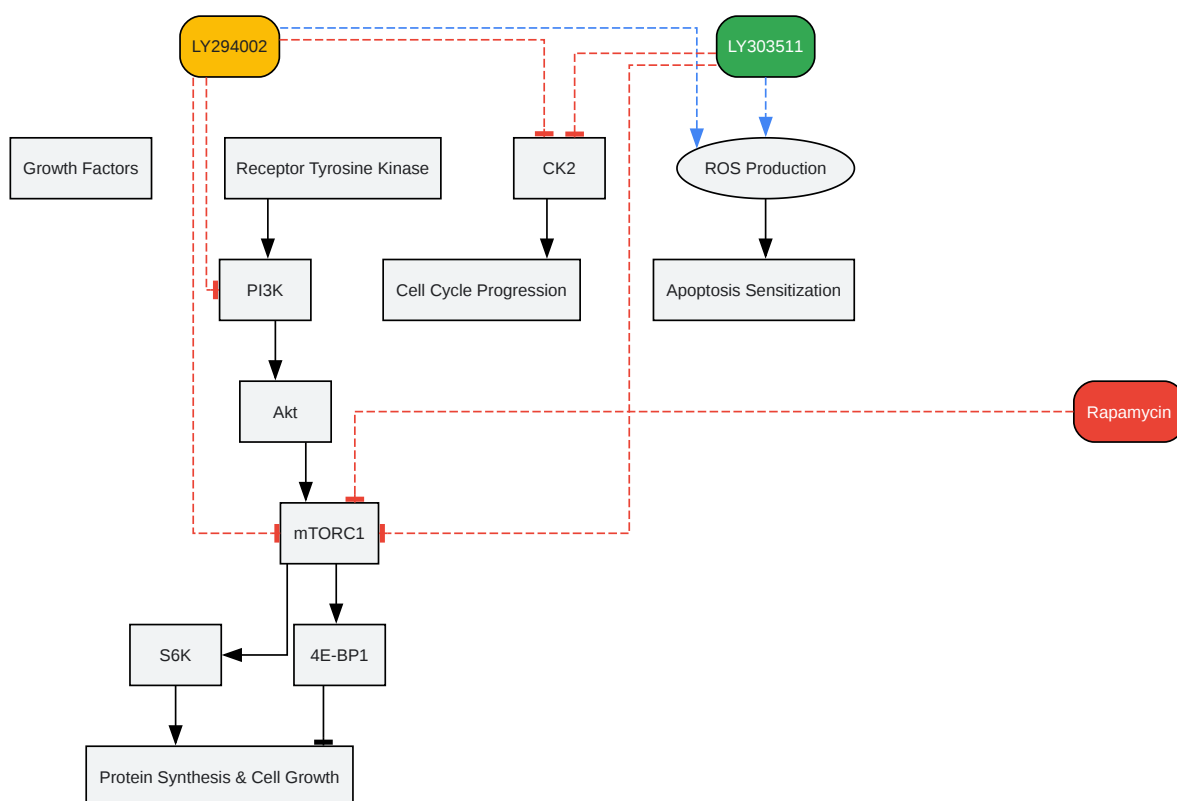 LY294002
LY303511
Growth Factors
Receptor Tyrosine Kinase
CK2
ROS Production
PI3K
Cell Cycle Progression
Apoptosis Sensitization
Akt
Rapamycin
mTORC1
S6K
4E-BP1
Protein Synthesis & Cell Growth